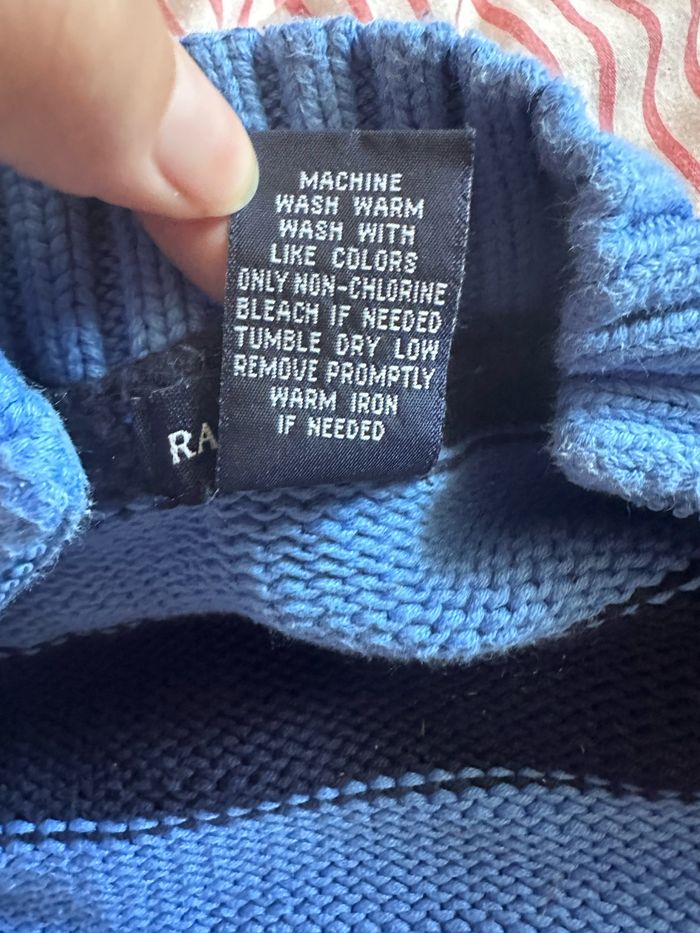 MACHINE
WASH WARM
WASH WITH
LIKE COLORS
ONLY NON-CHLORINE
BLEACH IF NEEDED
TUMBLE DRY LOW
REMOVE PROMPTLY
WARM IRON
IF NEEDED
RA